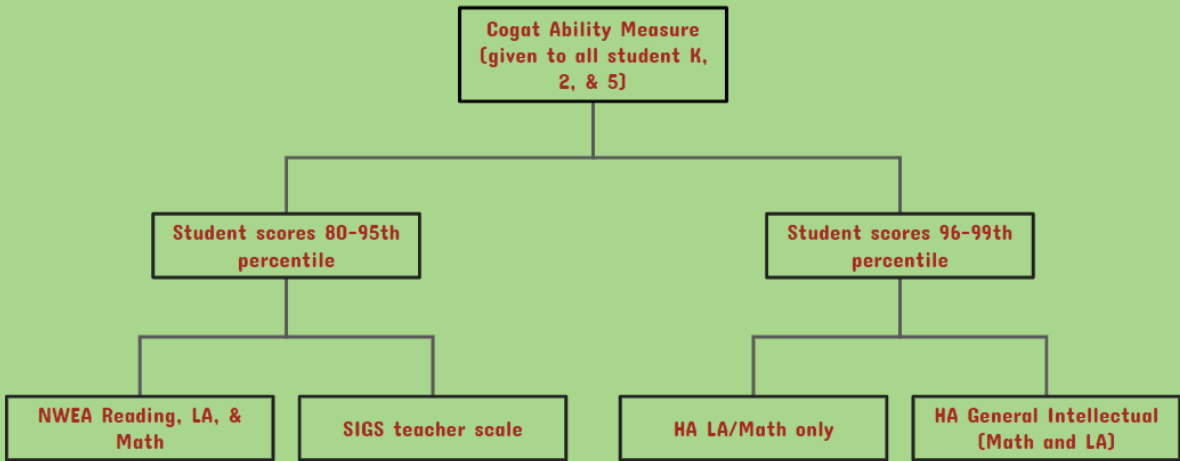 Cogat Ability Measure
(given to all student K,
2, & 5)
Student scores 80-95th
percentile
Student scores 96-99th
percentile
NWEA Reading, LA, &
Math
SIGS teacher scale
HA LA/Math only
HA General Intellectual
(Math and LA)